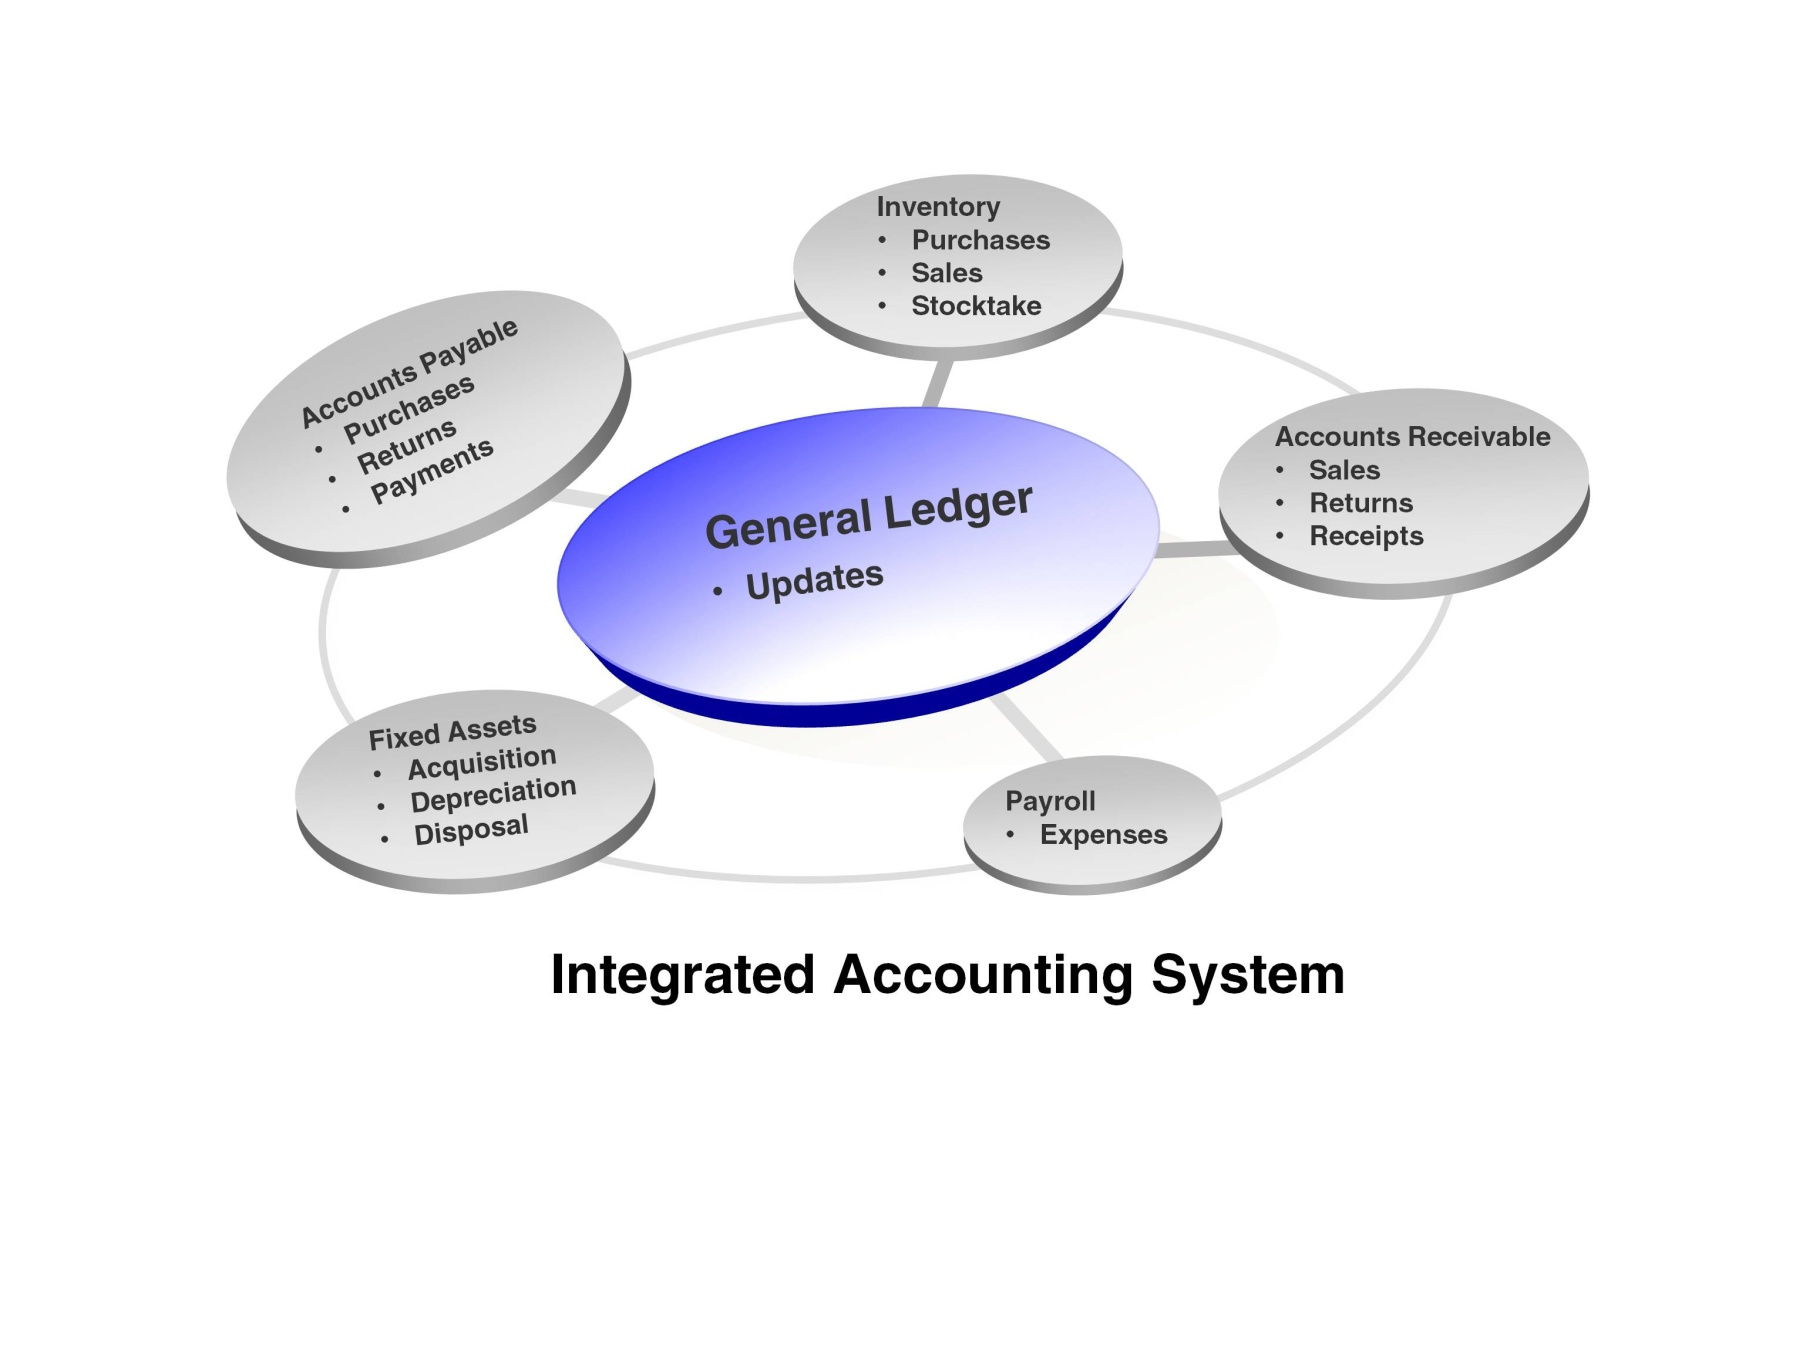 Inventory
• Purchases
• Sales
• Stocktake
Accounts Payable
• Purchases
• Returns
• Payments
Accounts Receivable
• Sales
• Returns
• Receipts
General Ledger
• Updates
Fixed Assets
• Acquisition
• Depreciation
• Disposal
Payroll
• Expenses
Integrated Accounting System